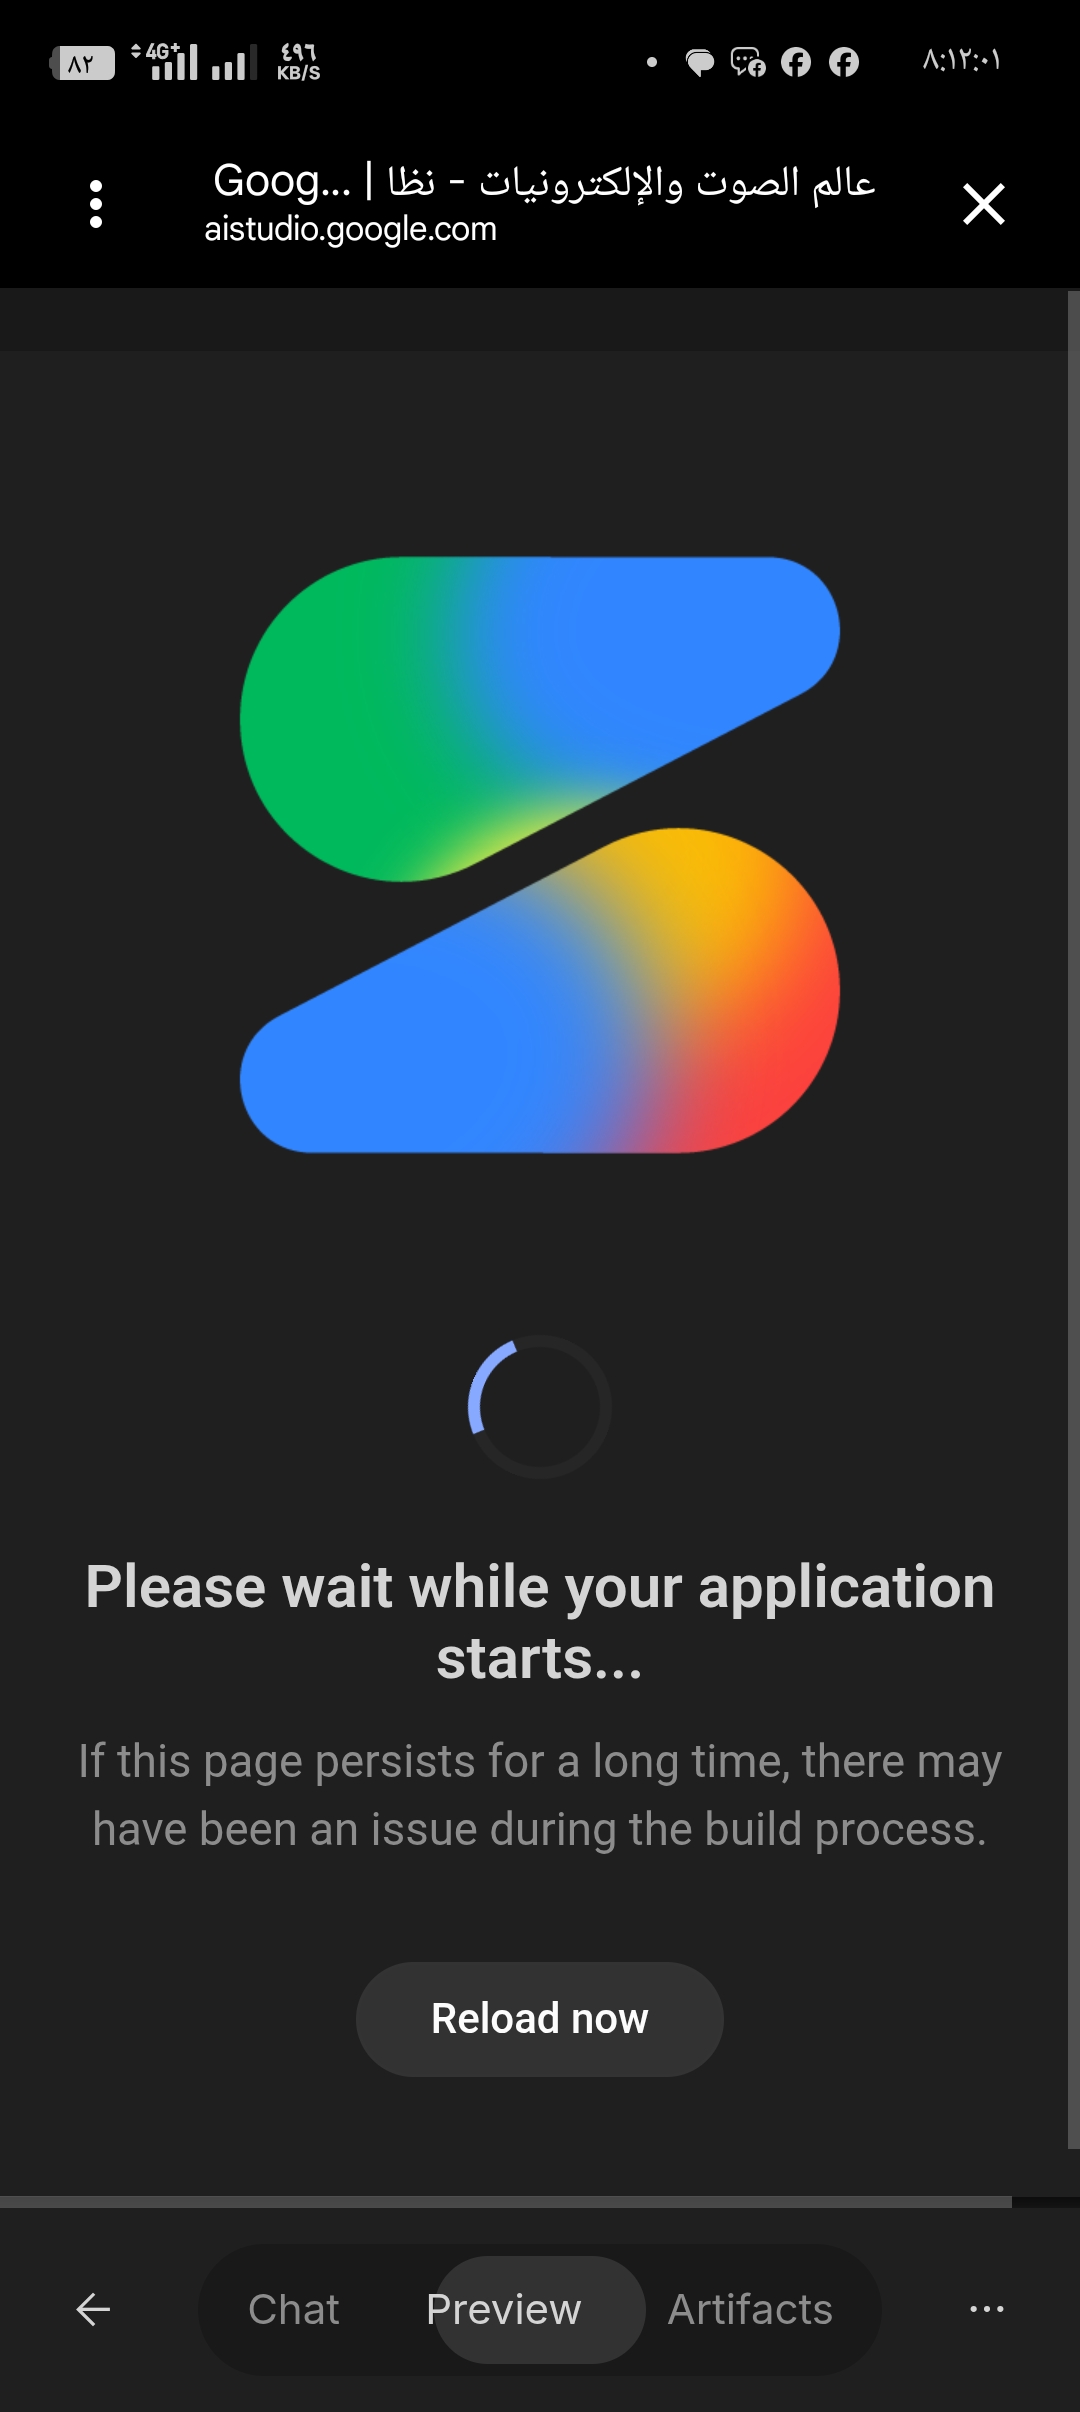 ٨٢
4G+
٤٩٦
KB/S
٨:١٢:٠١
عالم الصوت والإلكترونيات - نظا | Goog...
aistudio.google.com
Please wait while your application
starts...
If this page persists for a long time, there may
have been an issue during the build process.
Reload now
Chat
Preview
Artifacts